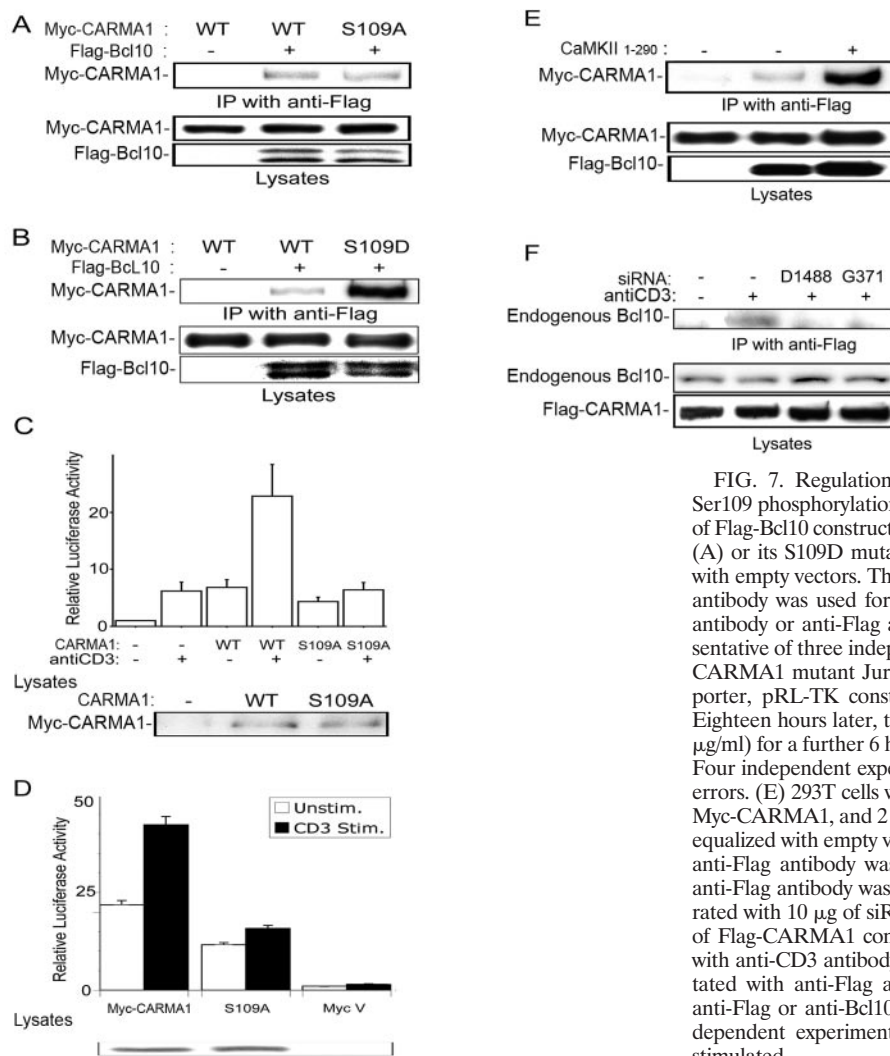 A
Myc-CARMA1 : WT WT S109A
Flag-Bcl10 : - + +
Myc-CARMA1-
IP with anti-Flag
Myc-CARMA1-
Flag-Bcl10-
Lysates
B
Myc-CARMA1 : WT WT S109D
Flag-BcL10 : - + +
Myc-CARMA1-
IP with anti-Flag
Myc-CARMA1-
Flag-Bcl10-
Lysates
C
Relative Luciferase Activity
20
10
0
CARMA1: - - WT WT S109A S109A
antiCD3: - + - + - +
Lysates
CARMA1: - WT S109A
Myc-CARMA1-
D
Relative Luciferase Activity
50
25
0
Unstim.
CD3 Stim.
Myc-CARMA1 S109A Myc V
Lysates
E
CaMKII 1-290 : - - +
Myc-CARMA1-
IP with anti-Flag
Myc-CARMA1-
Flag-Bcl10-
Lysates
F
siRNA: - - D1488 G371
antiCD3: - + + +
Endogenous Bcl10-
IP with anti-Flag
Endogenous Bcl10-
Flag-CARMA1-
Lysates
FIG. 7. Regulation
Ser109 phosphorylation
of Flag-Bcl10 construct
(A) or its S109D muta
with empty vectors. Th
antibody was used for
antibody or anti-Flag a
sentative of three indep
CARMA1 mutant Jur
porter, pRL-TK const
Eighteen hours later, t
μg/ml) for a further 6 h
Four independent expe
errors. (E) 293T cells w
Myc-CARMA1, and 2
equalized with empty v
anti-Flag antibody was
anti-Flag antibody was
rated with 10 μg of siR
of Flag-CARMA1 con
with anti-CD3 antibod
tated with anti-Flag a
anti-Flag or anti-Bcl10
dependent experiment
stimulated